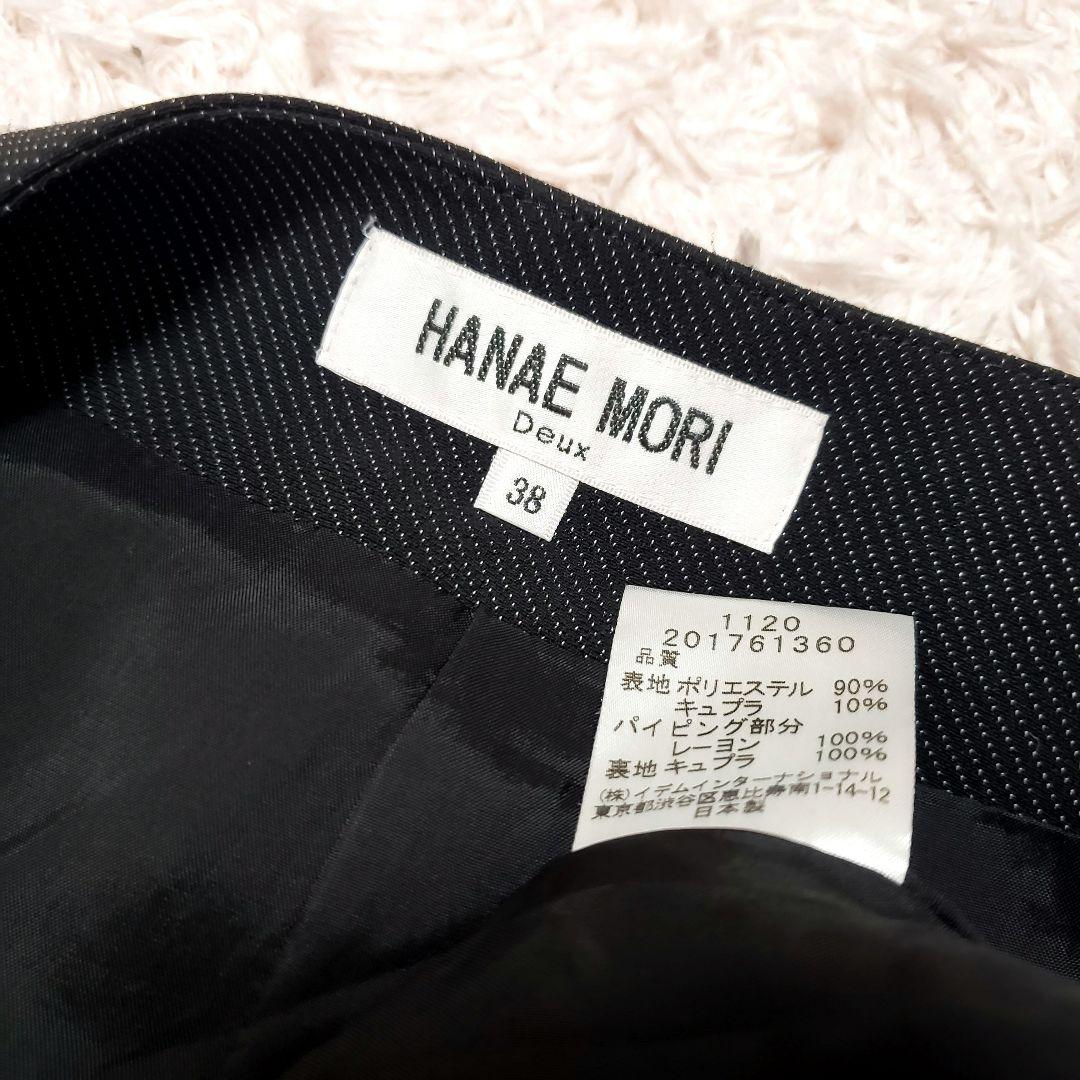 HANAE MORI
Deux
38
1120
201761360
品質
表地 ポリエステル 90%
キュプラ 10%
パイピング部分
レーヨン 100%
裏地 キュプラ 100%
(株)イテムインターナショナル
東京都渋谷区恵比寿南1-14-12
日本製